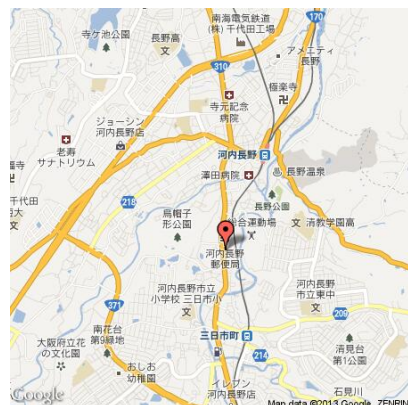 南海電気鉄道
(株) 千代田工場
170
寺ケ池公園
長野高
アメニティ
長野
310
極楽寺
寺元記念
病院
ジョーシン
河内長野店
老寿
サナトリウム
河内長野
澤田病院
長野温泉
千代田
218
長野公園
烏帽子
形公園
総合運動場
清教学園高
河内長野
郵便局
河内長野市立
小学校 三日市小
河内長野
市立東中
371
209
南花台
第9緑地
三日市町
大阪府立花
の文化園
214
清見台
第1公園
おしお
幼稚園
イレブン
河内長野店
石見川
Google
Map data ©2013 Google, ZENRIN